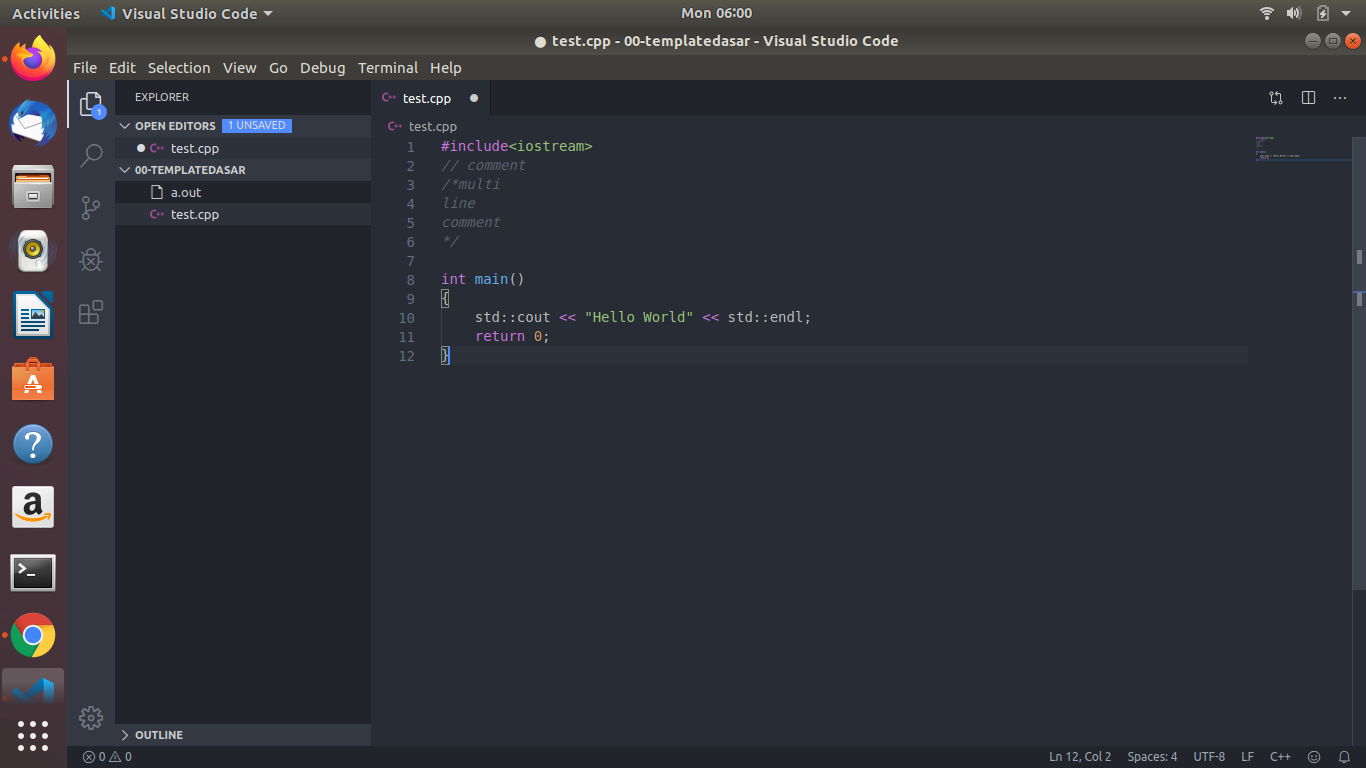 Activities Visual Studio Code Mon 06:00
test.cpp - 00-templatedasar - Visual Studio Code
File Edit Selection View Go Debug Terminal Help
EXPLORER
OPEN EDITORS 1 UNSAVED
test.cpp
00-TEMPLATEDASAR
a.out
test.cpp
OUTLINE
1
test.cpp
test.cpp
1 #include<iostream>
2 // comment
3 /*multi
4 line
5 comment
6 */
7
8 int main()
9 {
10 std::cout << "Hello World" << std::endl;
11 return 0;
12 }
0 0 Ln 12, Col 2 Spaces: 4 UTF-8 LF C++